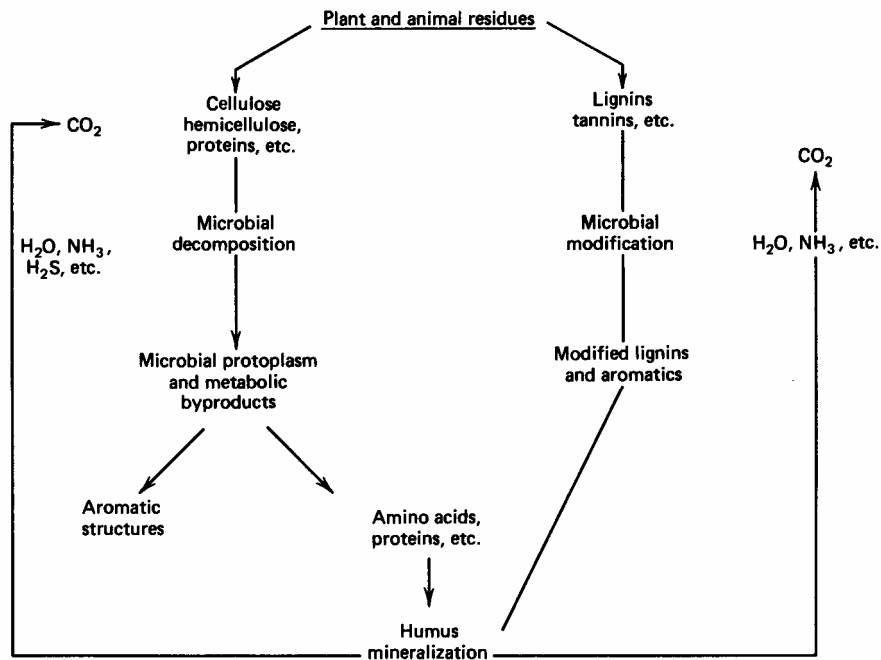 Plant and animal residues
Cellulose
hemicellulose,
proteins, etc.
Lignins
tannins, etc.
CO₂
CO₂
Microbial
decomposition
Microbial
modification
H₂O, NH₃,
H₂S, etc.
H₂O, NH₃, etc.
Microbial protoplasm
and metabolic
byproducts
Modified lignins
and aromatics
Aromatic
structures
Amino acids,
proteins, etc.
Humus
mineralization